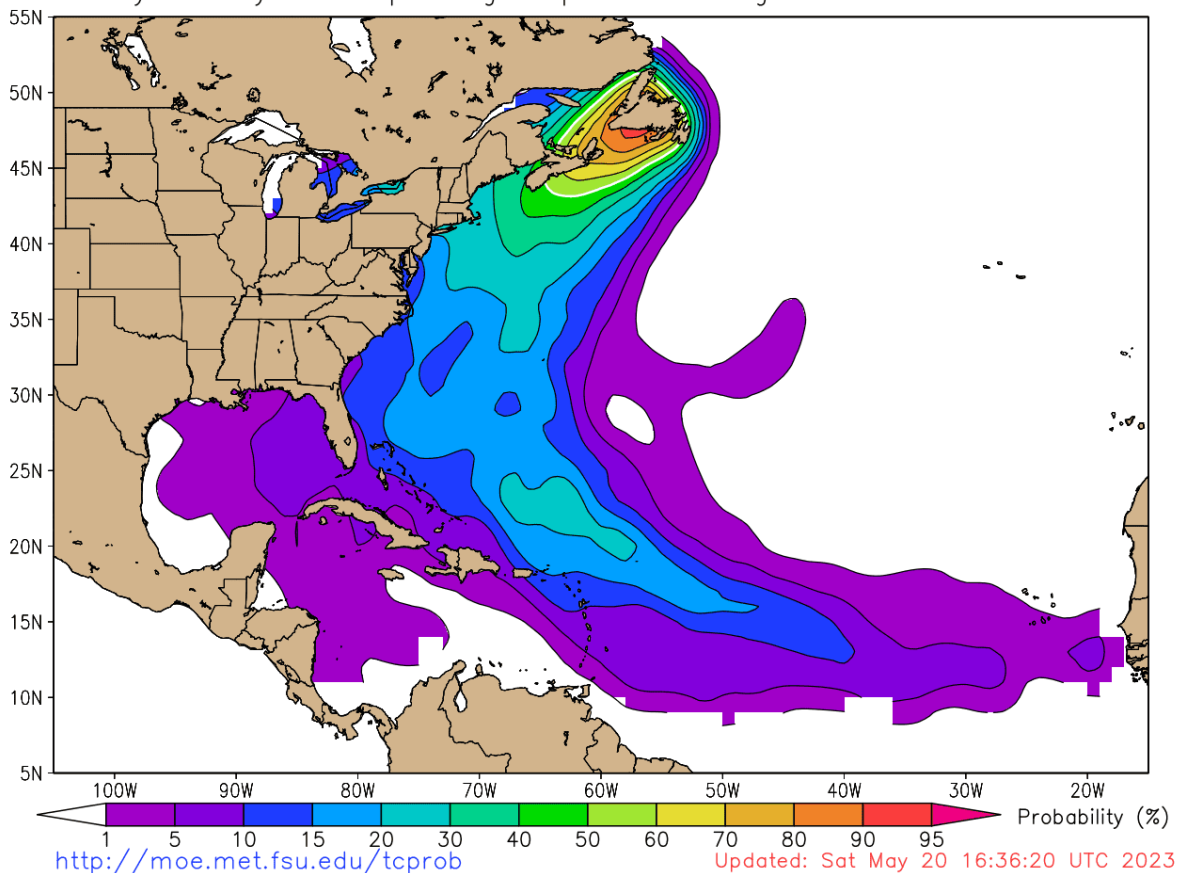 55N
50N
45N
40N
35N
30N
25N
20N
15N
10N
5N
100W 90W 80W 70W 60W 50W 40W 30W 20W
1 5 10 15 20 30 40 50 60 70 80 90 95 Probability (%)
http://moe.met.fsu.edu/tcprob Updated: Sat May 20 16:36:20 UTC 2023